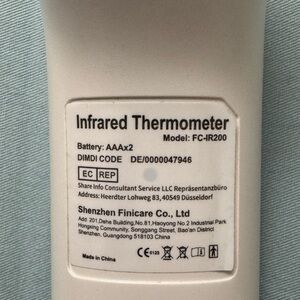 Infrared Thermometer
Model: FC-IR200
Battery: AAAx2
DIMDI CODE DE/0000047946
EC REP
Share Info Consultant Service LLC Repräsentanzbüro
Address: Heerdter Lohweg 83,40549 Düsseldorf
Shenzhen Finicare Co., Ltd
Add: 201,Dehe Building,No.81,Haoyong No.2 Industrial Park
Hongxing Community, Songgang Street, Bao'an District
Shenzhen, Guangdong 518103 China
Made in China
CE 0123